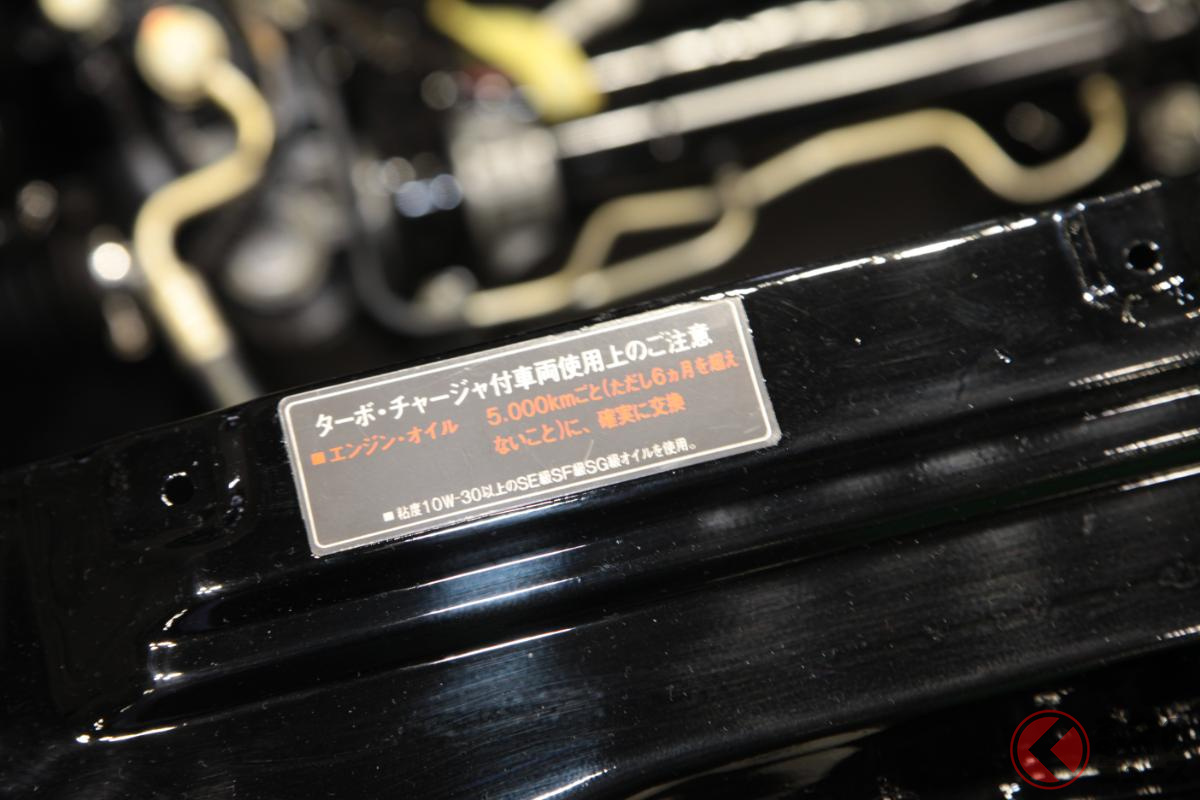 ターボ・チャージャ付車両使用上のご注意
■エンジン・オイル 5.000kmごと(ただし6ヵ月を超え
ないこと)に、確実に交換
■粘度10W-30以上のSE級SF級SG級オイルを使用。